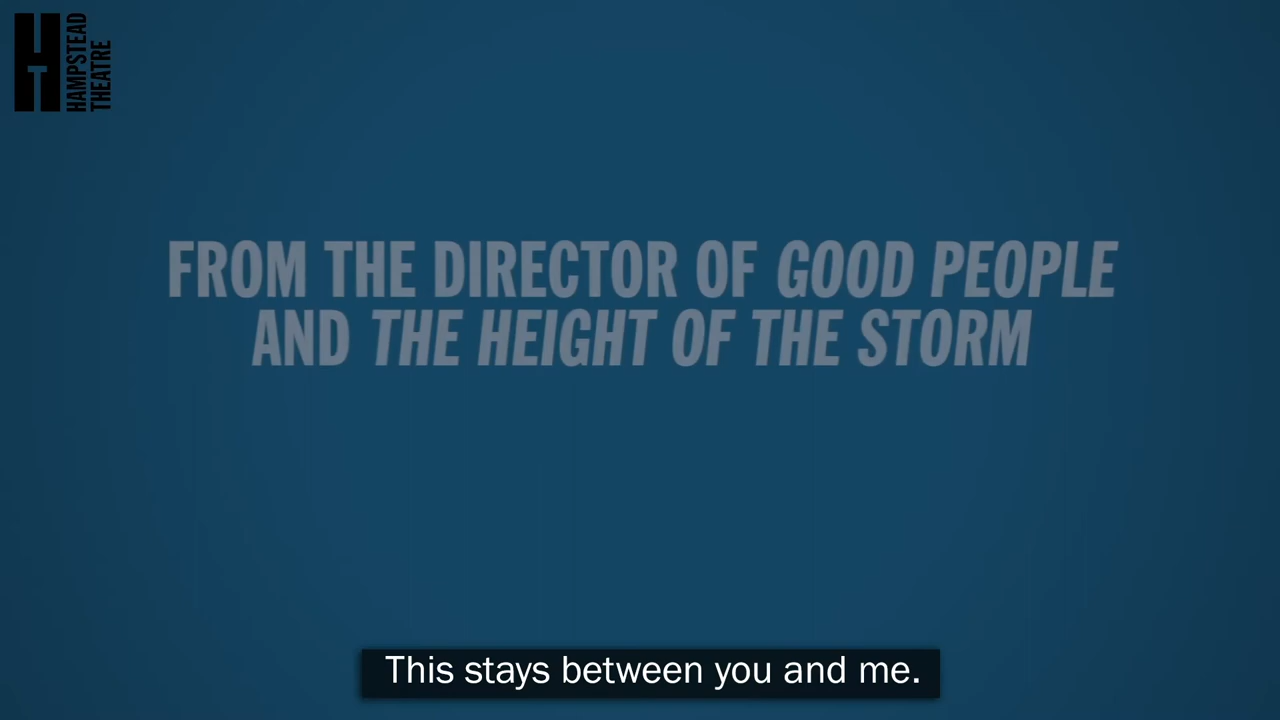 HAMPSTEAD
THEATRE
FROM THE DIRECTOR OF GOOD PEOPLE
AND THE HEIGHT OF THE STORM
This stays between you and me.